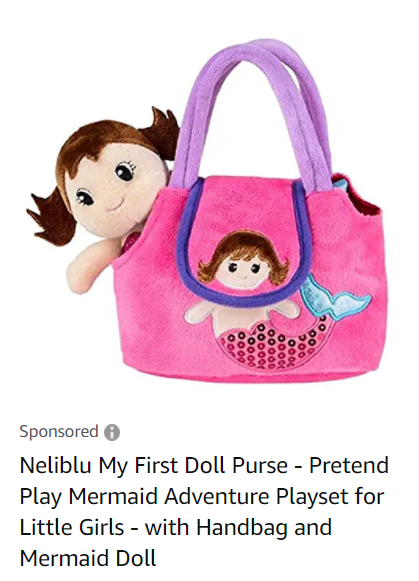 Sponsored
Neliblu My First Doll Purse - Pretend
Play Mermaid Adventure Playset for
Little Girls - with Handbag and
Mermaid Doll